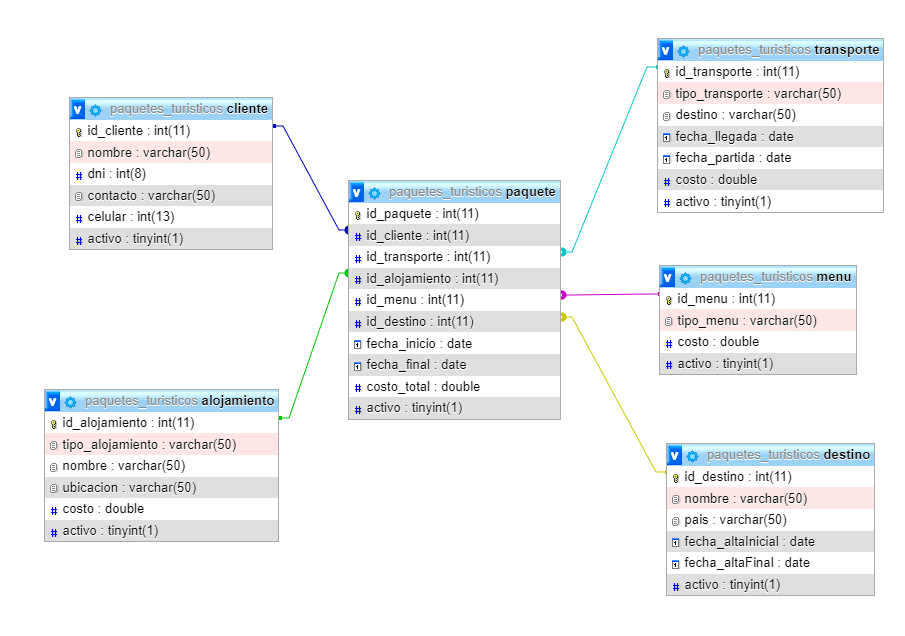 paquetes_turisticos cliente
id_cliente : int(11)
nombre : varchar(50)
dni : int(8)
contacto : varchar(50)
celular : int(13)
activo : tinyint(1)
paquetes_turisticos alojamiento
id_alojamiento : int(11)
tipo_alojamiento : varchar(50)
nombre : varchar(50)
ubicacion : varchar(50)
costo : double
activo : tinyint(1)
paquetes_turisticos paquete
id_paquete : int(11)
id_cliente : int(11)
id_transporte : int(11)
id_alojamiento : int(11)
id_menu : int(11)
id_destino : int(11)
fecha_inicio : date
fecha_final : date
costo_total : double
activo : tinyint(1)
paquetes_turisticos transporte
id_transporte : int(11)
tipo_transporte : varchar(50)
destino : varchar(50)
fecha_llegada : date
fecha_partida : date
costo : double
activo : tinyint(1)
paquetes_turisticos menu
id_menu : int(11)
tipo_menu : varchar(50)
costo : double
activo : tinyint(1)
paquetes_turisticos destino
id_destino : int(11)
nombre : varchar(50)
pais : varchar(50)
fecha_altaInicial : date
fecha_altaFinal : date
activo : tinyint(1)